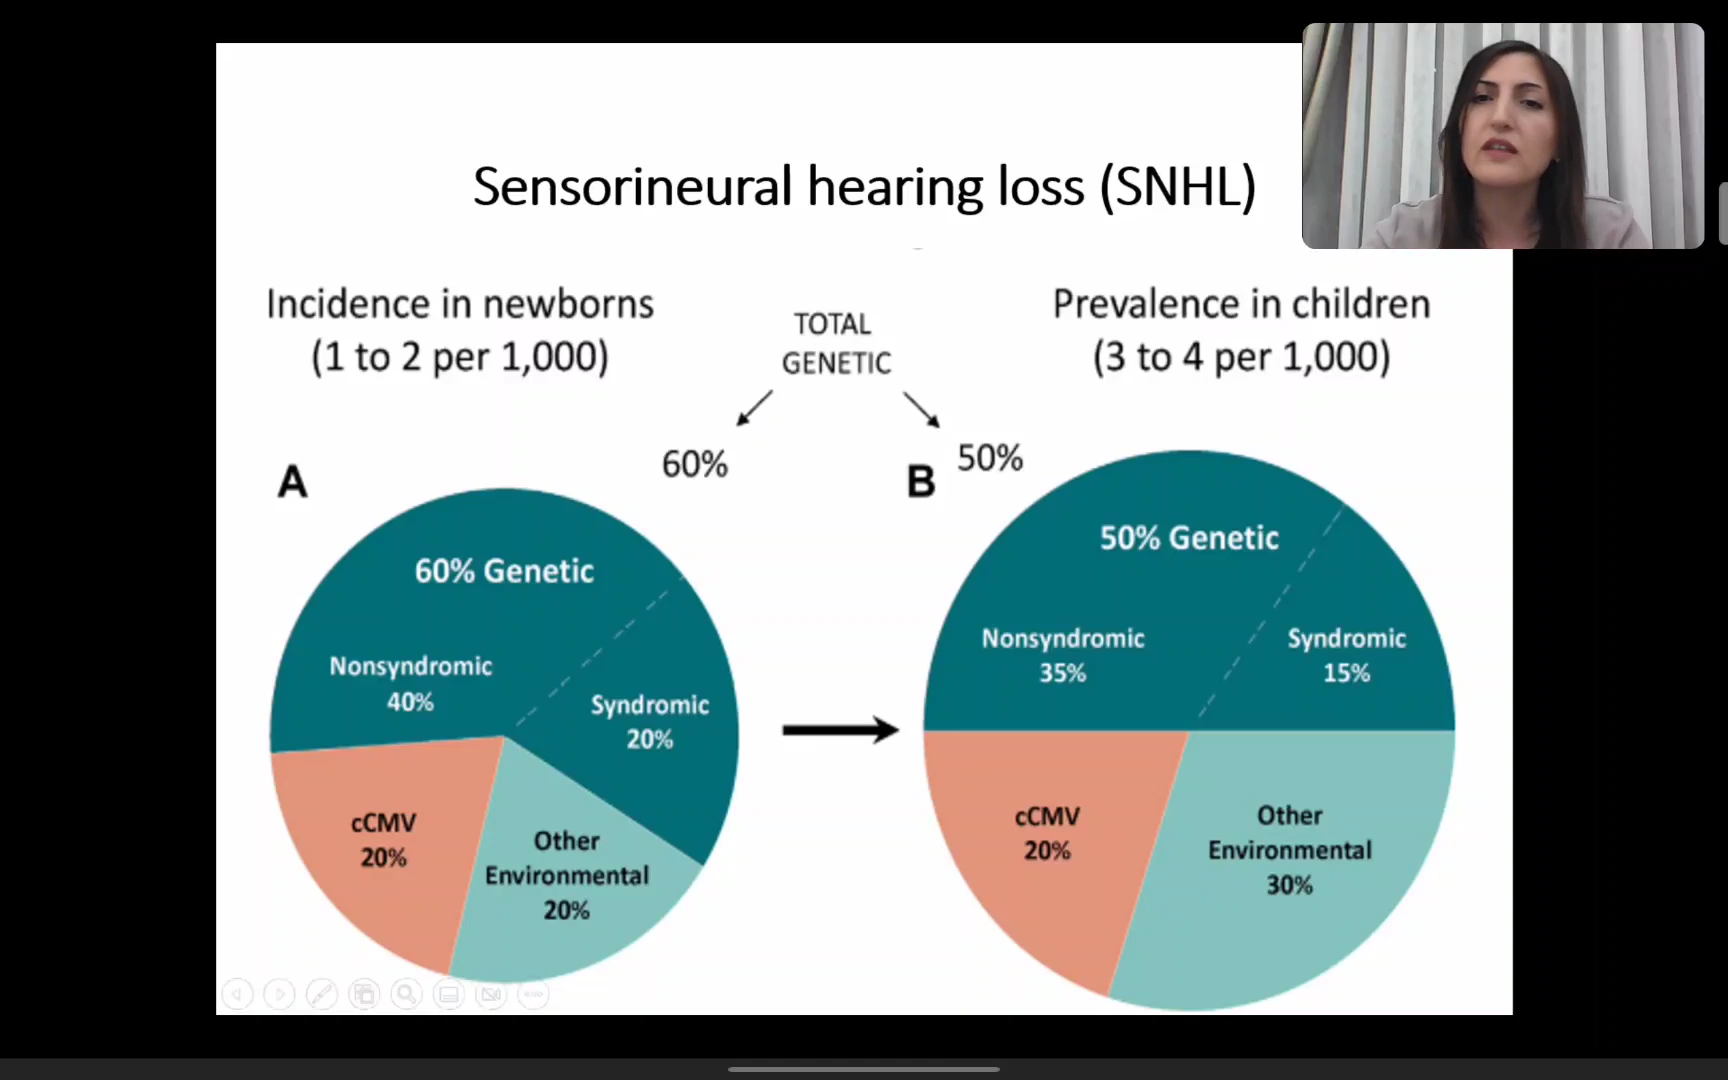 Sensorineural hearing loss (SNHL)
Incidence in newborns
(1 to 2 per 1,000)
TOTAL
GENETIC
Prevalence in children
(3 to 4 per 1,000)
60%
50%
A
60% Genetic
Nonsyndromic
40%
Syndromic
20%
cCMV
20%
Other
Environmental
20%
B
50% Genetic
Nonsyndromic
35%
Syndromic
15%
cCMV
20%
Other
Environmental
30%